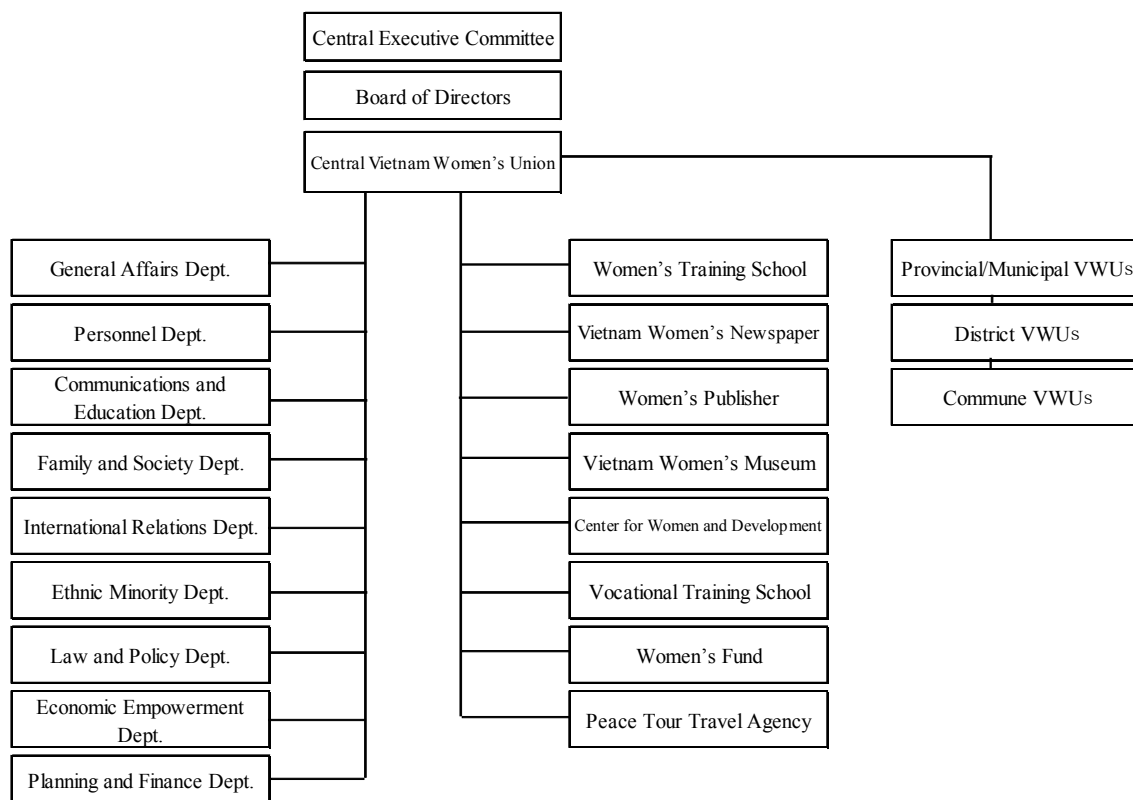 Central Executive Committee
Board of Directors
Central Vietnam Women’s Union
General Affairs Dept.
Personnel Dept.
Communications and
Education Dept.
Family and Society Dept.
International Relations Dept.
Ethnic Minority Dept.
Law and Policy Dept.
Economic Empowerment
Dept.
Planning and Finance Dept.
Women’s Training School
Vietnam Women’s Newspaper
Women’s Publisher
Vietnam Women’s Museum
Center for Women and Development
Vocational Training School
Women’s Fund
Peace Tour Travel Agency
Provincial/Municipal VWUs
District VWUs
Commune VWUs